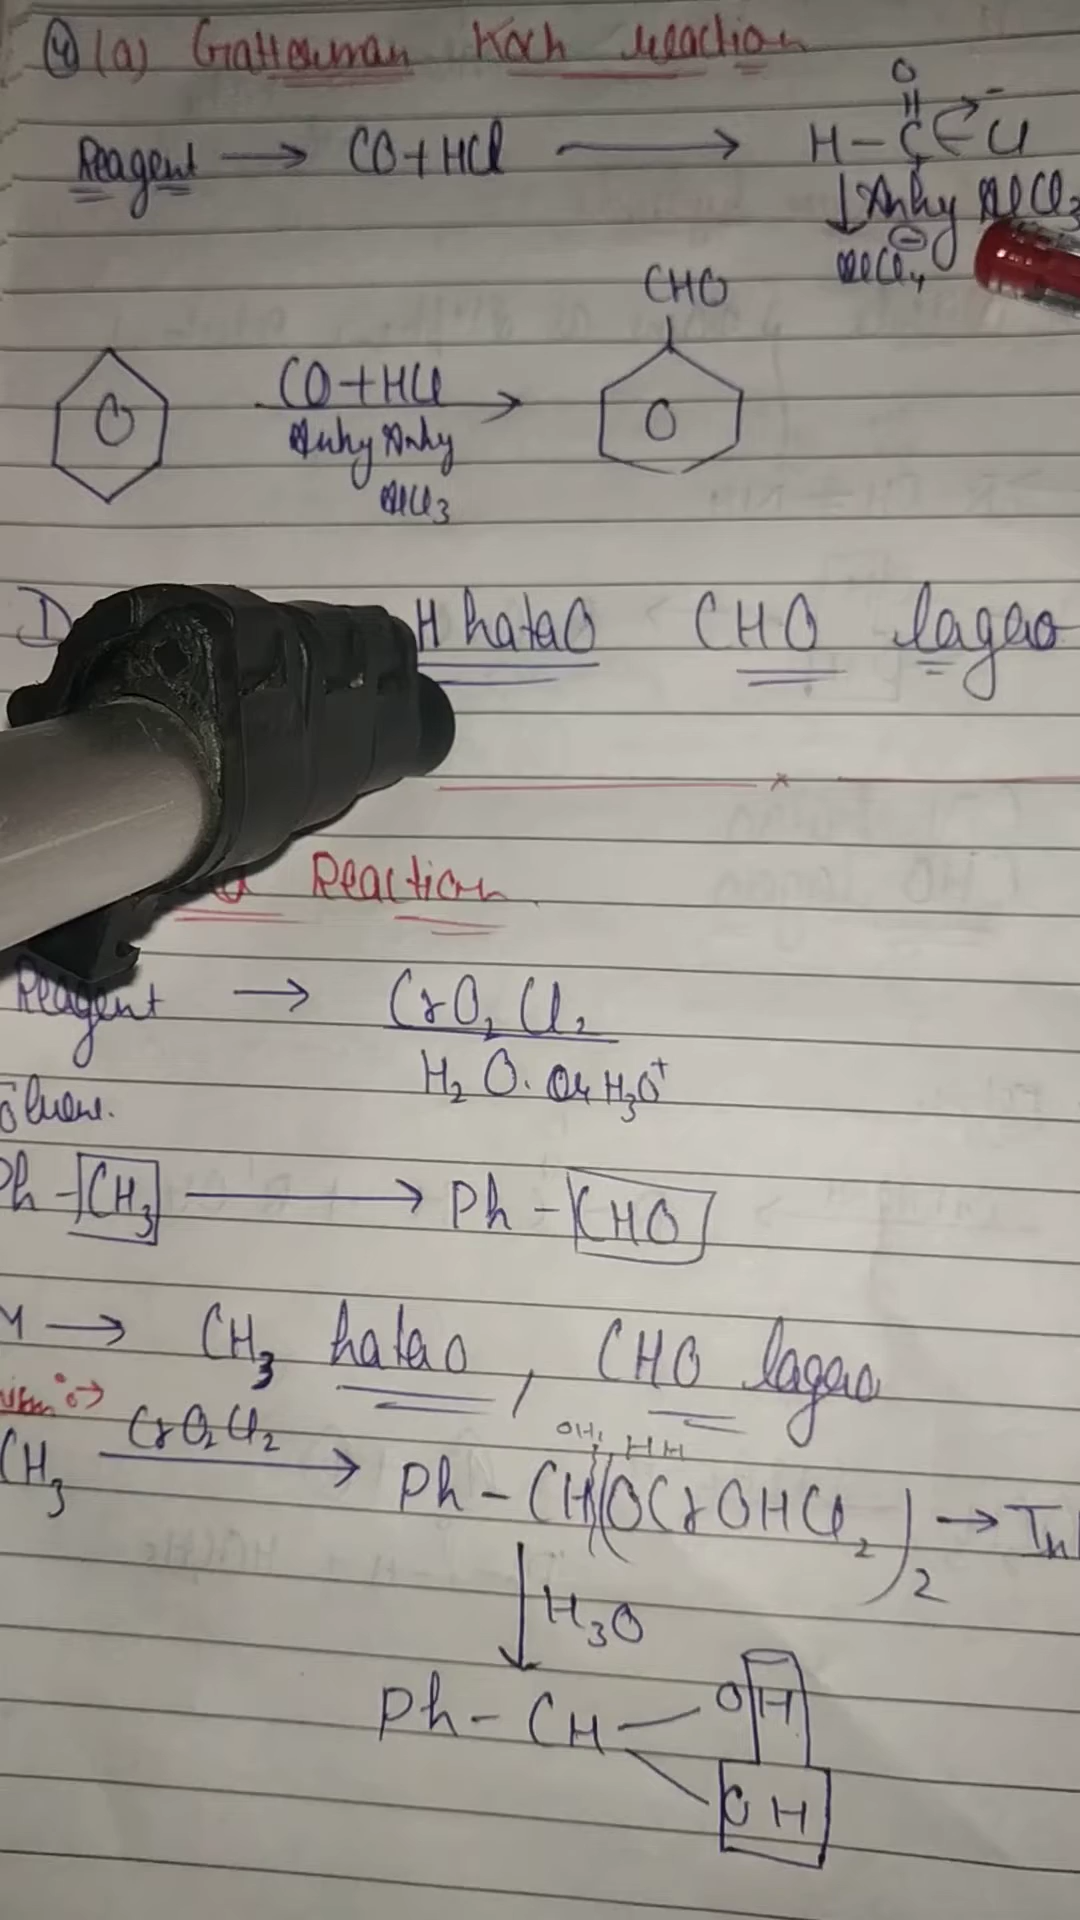 ④ (a) Gatterman Koch reaction
O
Reagent → CO + HCl → H - C Cl
↓ Anhy AlCl3
AlCl4⊖
CHO
CO + HCl
Anhy Anhy
AlCl3
H hatao CHO lagao
x
Reaction
Reagent → CrO2Cl2
H2O. or H3O+
Ph - CH3 → Ph - CHO
M → CH3 hatao, CHO lagao
CH3 CrO2Cl2 → Ph - CH(OCrOHCl2)2 →
↓ H3O
OH
Ph - CH
OH